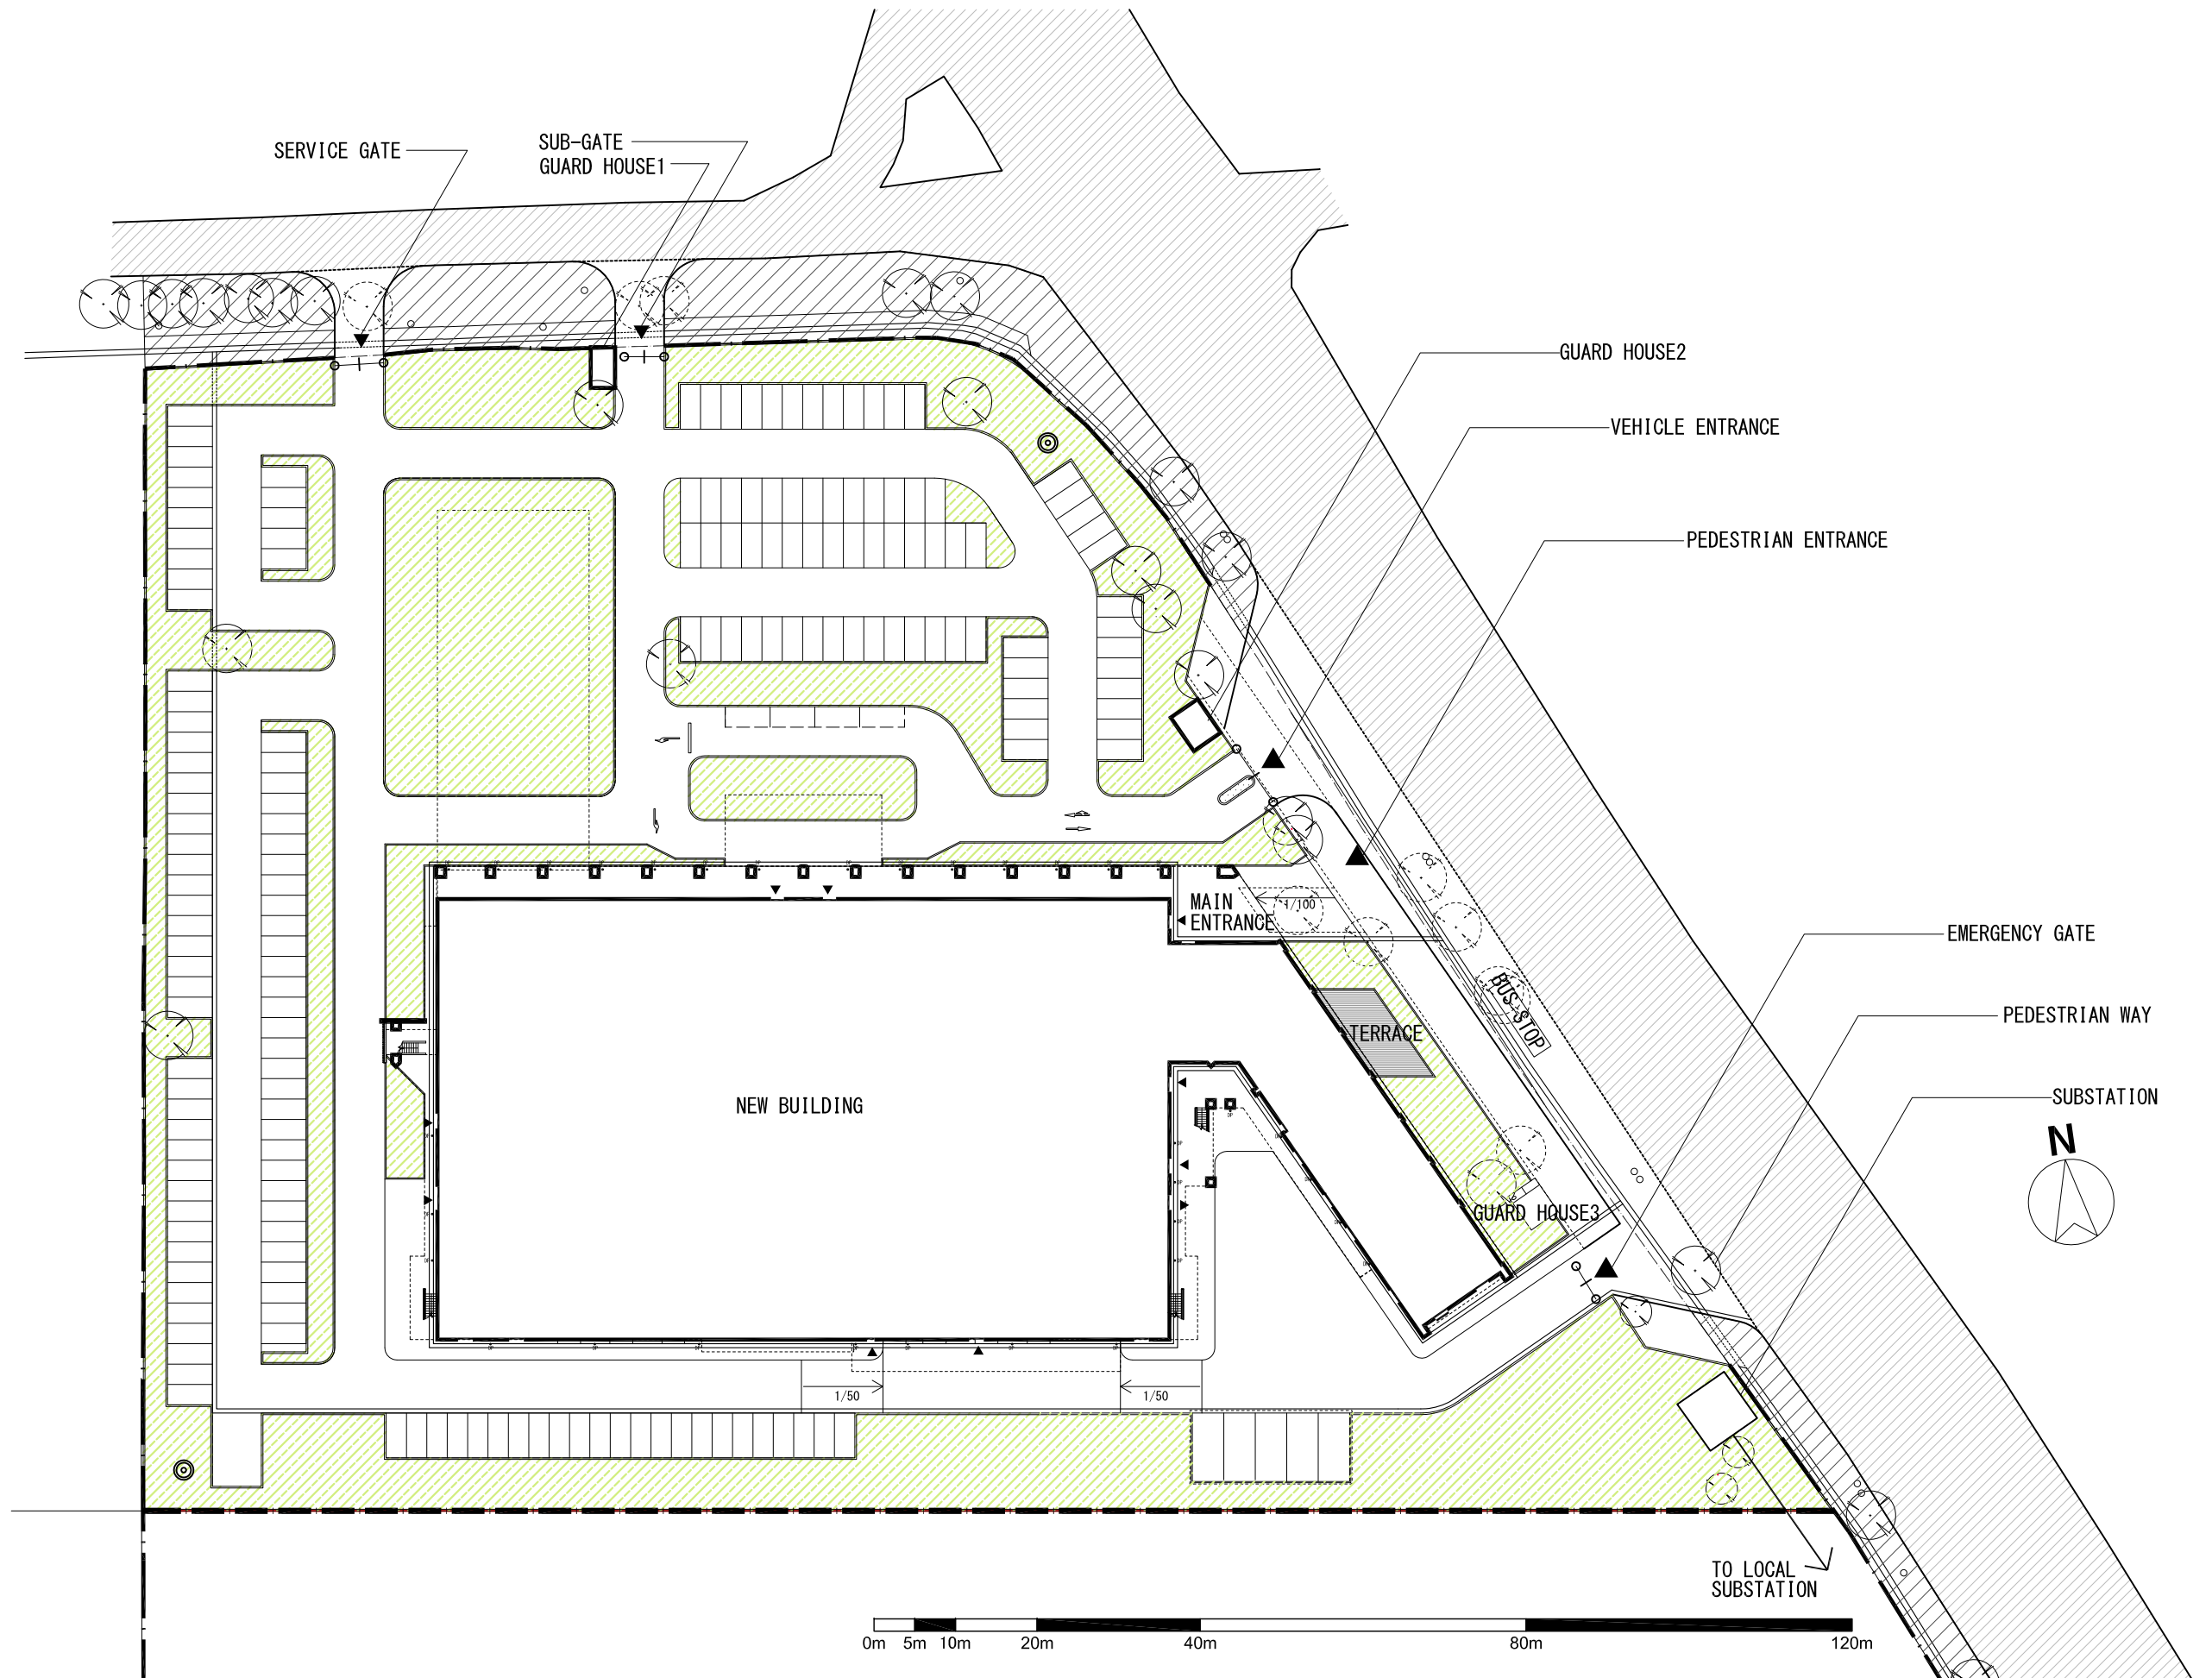 SERVICE GATE
SUB-GATE
GUARD HOUSE1
GUARD HOUSE2
VEHICLE ENTRANCE
PEDESTRIAN ENTRANCE
MAIN
ENTRANCE
1/100
EMERGENCY GATE
BUS STOP
PEDESTRIAN WAY
TERRACE
SUBSTATION
NEW BUILDING
N
GUARD HOUSE3
1/50
1/50
TO LOCAL
SUBSTATION
0m 5m 10m 20m 40m 80m 120m